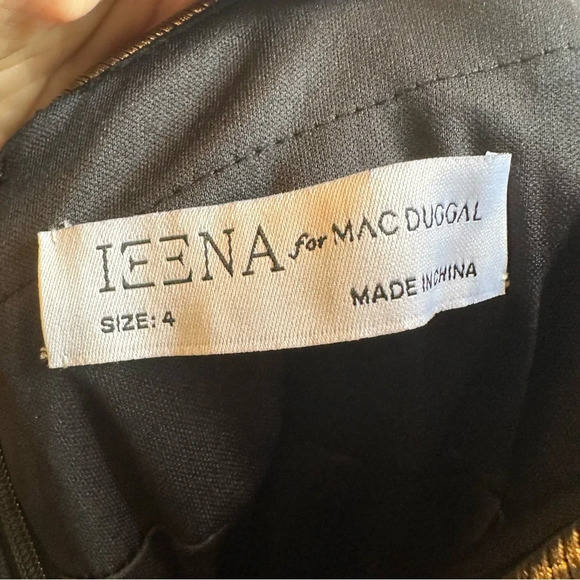 IEENA for MAC DUGGAL
SIZE: 4 MADE IN CHINA